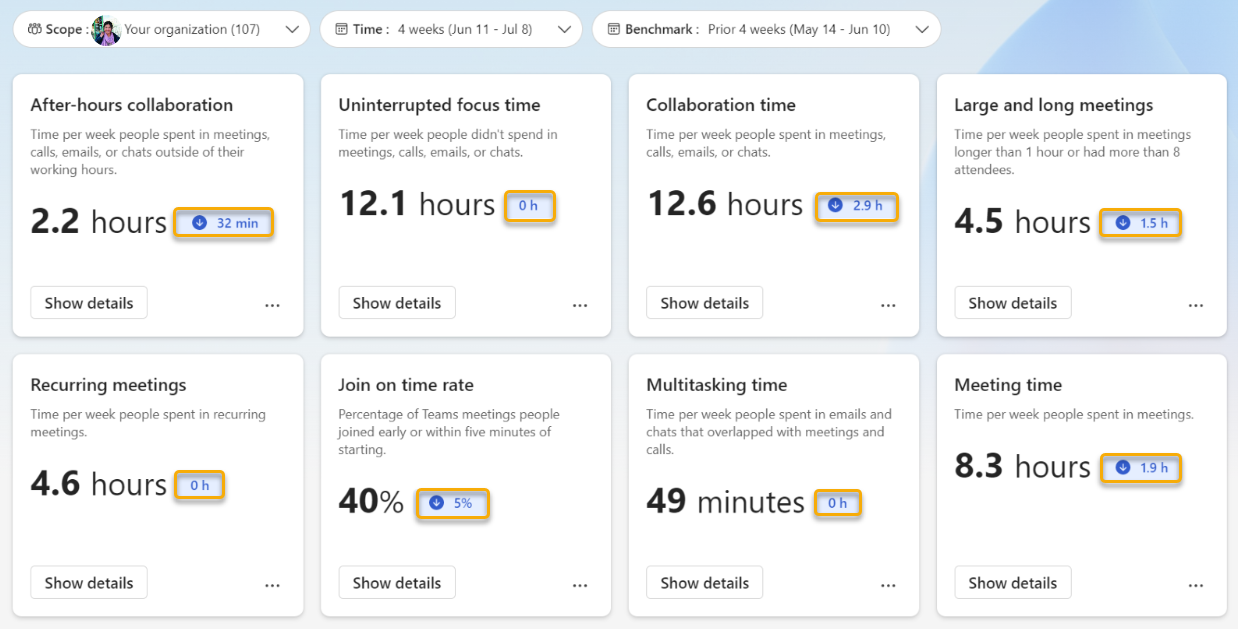 Scope : Your organization (107)
Time : 4 weeks (Jun 11 - Jul 8)
Benchmark : Prior 4 weeks (May 14 - Jun 10)
After-hours collaboration
Time per week people spent in meetings,
calls, emails, or chats outside of their
working hours.
2.2 hours 32 min
Show details
...
Uninterrupted focus time
Time per week people didn't spend in
meetings, calls, emails, or chats.
12.1 hours 0 h
Show details
...
Collaboration time
Time per week people spent in meetings,
calls, emails, or chats.
12.6 hours 2.9 h
Show details
...
Large and long meetings
Time per week people spent in meetings
longer than 1 hour or had more than 8
attendees.
4.5 hours 1.5 h
Show details
...
Recurring meetings
Time per week people spent in recurring
meetings.
4.6 hours 0 h
Show details
...
Join on time rate
Percentage of Teams meetings people
joined early or within five minutes of
starting.
40% 5%
Show details
...
Multitasking time
Time per week people spent in emails and
chats that overlapped with meetings and
calls.
49 minutes 0 h
Show details
...
Meeting time
Time per week people spent in meetings.
8.3 hours 1.9 h
Show details
...